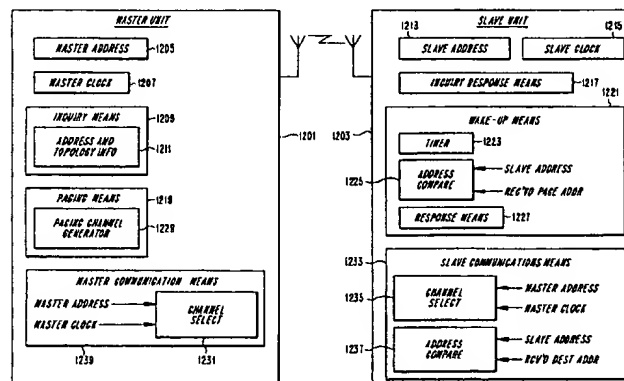 MASTER UNIT
MASTER ADDRESS
1205
MASTER CLOCK
1207
INQUIRY MEANS
1209
ADDRESS AND
TOPOLOGY INFO
1211
1201
PAGING MEANS
1219
PAGING CHANNEL
GENERATOR
1229
MASTER COMMUNICATION MEANS
MASTER ADDRESS
MASTER CLOCK
CHANNEL
SELECT
1239
1231
SLAVE UNIT
1213
1215
SLAVE ADDRESS
SLAVE CLOCK
INQUIRY RESPONSE MEANS
1217
1221
1203
WAKE-UP MEANS
TIMER
1223
1225
ADDRESS
COMPARE
SLAVE ADDRESS
REC'TD PAGE ADDR
RESPONSE MEANS
1227
1233
SLAVE COMMUNICATIONS MEANS
1235
CHANNEL
SELECT
MASTER ADDRESS
MASTER CLOCK
1237
ADDRESS
COMPARE
SLAVE ADDRESS
RCV'D DEST ADDR